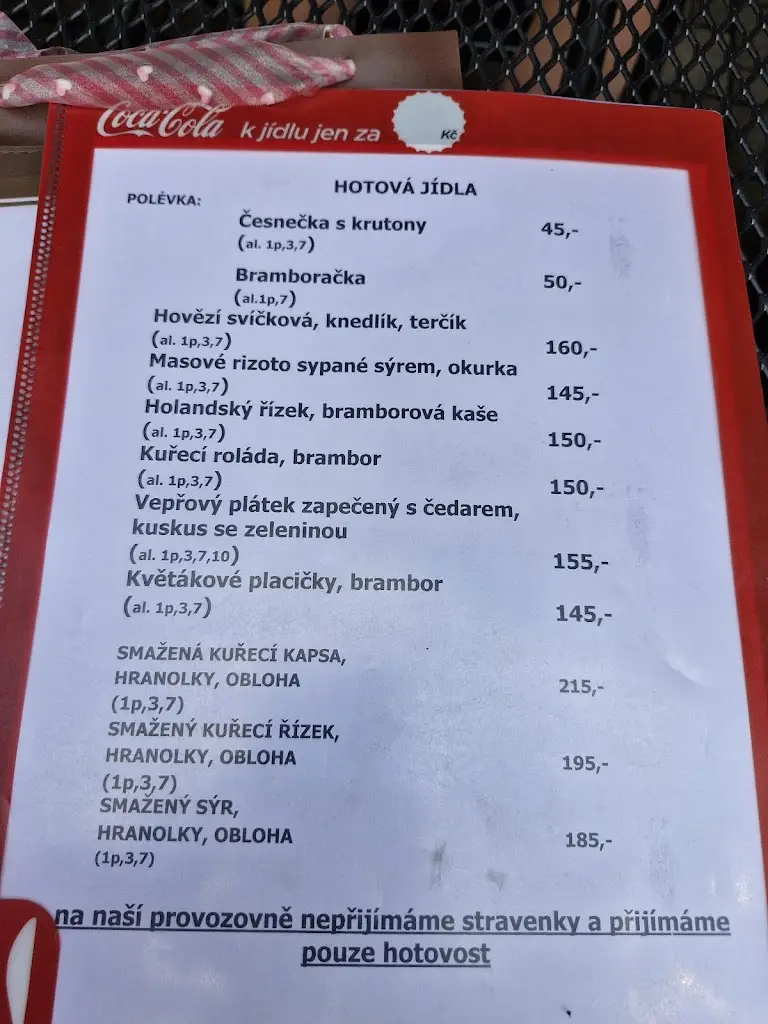 Coca-Cola k jídlu jen za Kč
HOTOVÁ JÍDLA
POLÉVKA:
Česnečka s krutony 45,-
(al. 1p,3,7)
Bramboračka 50,-
(al.1p,7)
Hovězí svíčková, knedlík, terčík
(al. 1p,3,7) 160,-
Masové rizoto sypané sýrem, okurka
(al. 1p,3,7) 145,-
Holandský řízek, bramborová kaše
(al. 1p,3,7) 150,-
Kuřecí roláda, brambor
(al. 1p,3,7) 150,-
Vepřový plátek zapečený s čedarem,
kuskus se zeleninou
(al. 1p,3,7,10) 155,-
Květákové placičky, brambor
(al. 1p,3,7) 145,-
SMAŽENÁ KUŘECÍ KAPSA,
HRANOLKY, OBLOHA 215,-
(1p,3,7)
SMAŽENÝ KUŘECÍ ŘÍZEK,
HRANOLKY, OBLOHA 195,-
(1p,3,7)
SMAŽENÝ SÝR,
HRANOLKY, OBLOHA 185,-
(1p,3,7)
na naší provozovně nepřijímáme stravenky a přijímáme
pouze hotovost